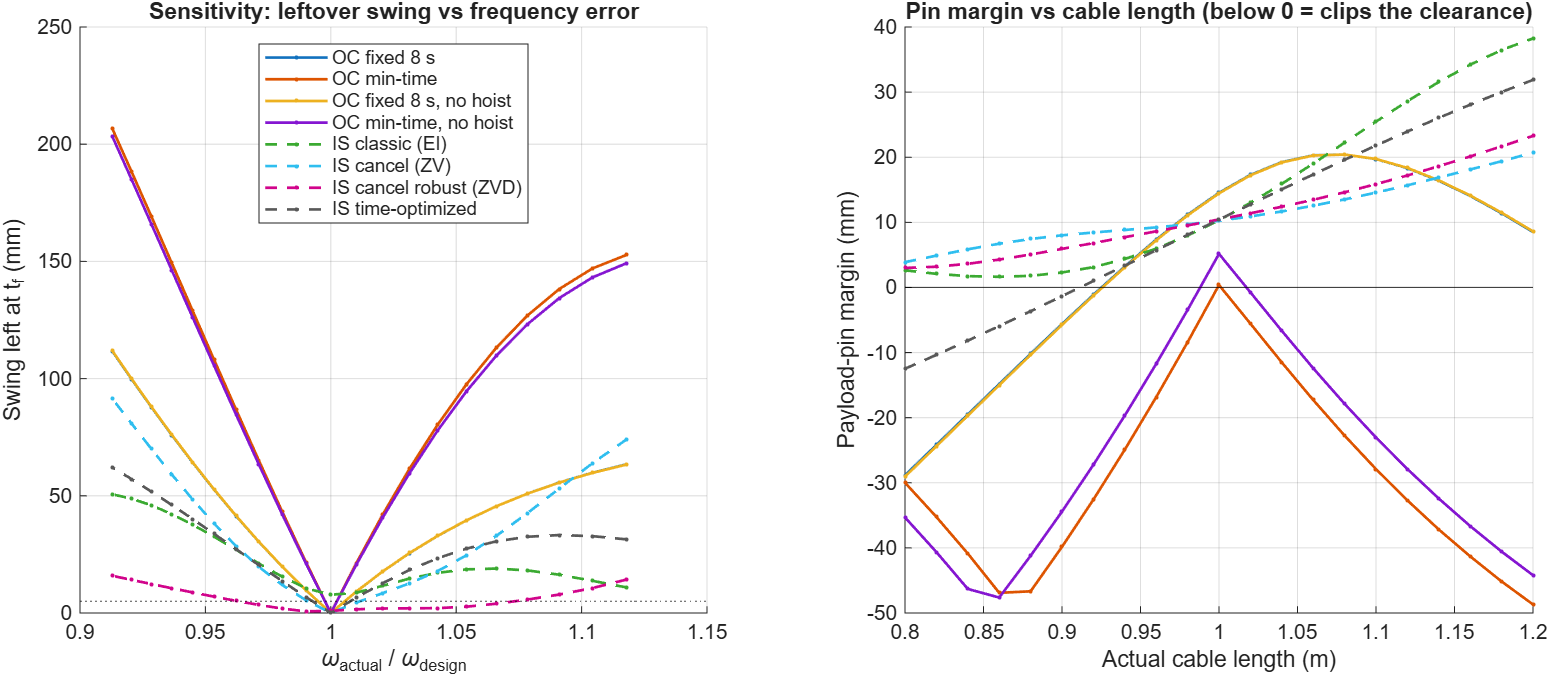 Sensitivity: leftover swing vs frequency error
250
200
150
100
50
0
0.9
0.95
1
1.05
1.1
1.15
Swing left at t_f (mm)
ω_actual / ω_design
OC fixed 8 s
OC min-time
OC fixed 8 s, no hoist
OC min-time, no hoist
IS classic (EI)
IS cancel (ZV)
IS cancel robust (ZVD)
IS time-optimized
Pin margin vs cable length (below 0 = clips the clearance)
40
30
20
10
0
-10
-20
-30
-40
-50
0.8
0.85
0.9
0.95
1
1.05
1.1
1.15
1.2
Payload-pin margin (mm)
Actual cable length (m)